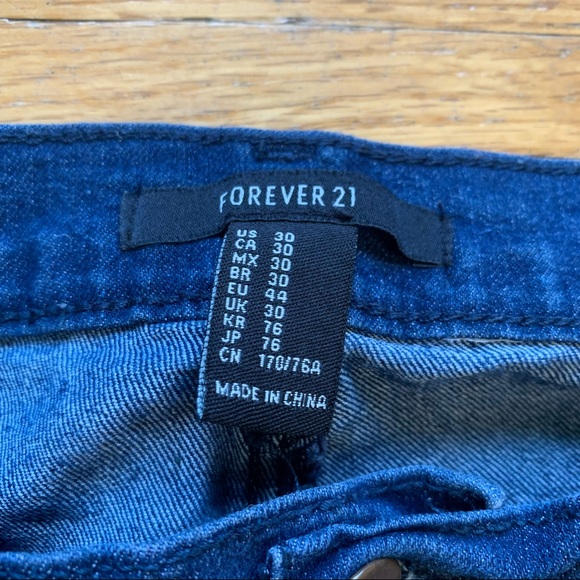 FOREVER 21
US 30
CA 30
MX 30
BR 30
EU 44
UK 30
KR 76
JP 76
CN 170/76A
MADE IN CHINA